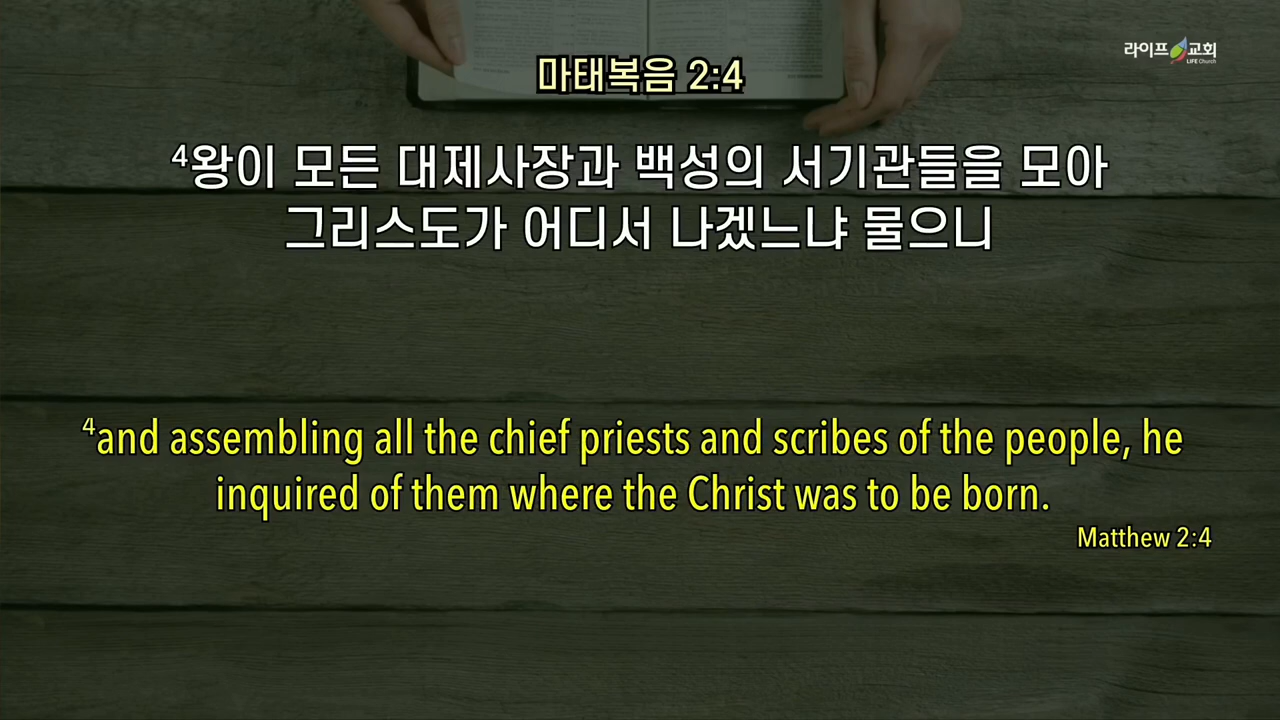 라이프교회
LIFE Church
마태복음 2:4
⁴왕이 모든 대제사장과 백성의 서기관들을 모아
그리스도가 어디서 나겠느냐 물으니
⁴and assembling all the chief priests and scribes of the people, he
inquired of them where the Christ was to be born.
Matthew 2:4